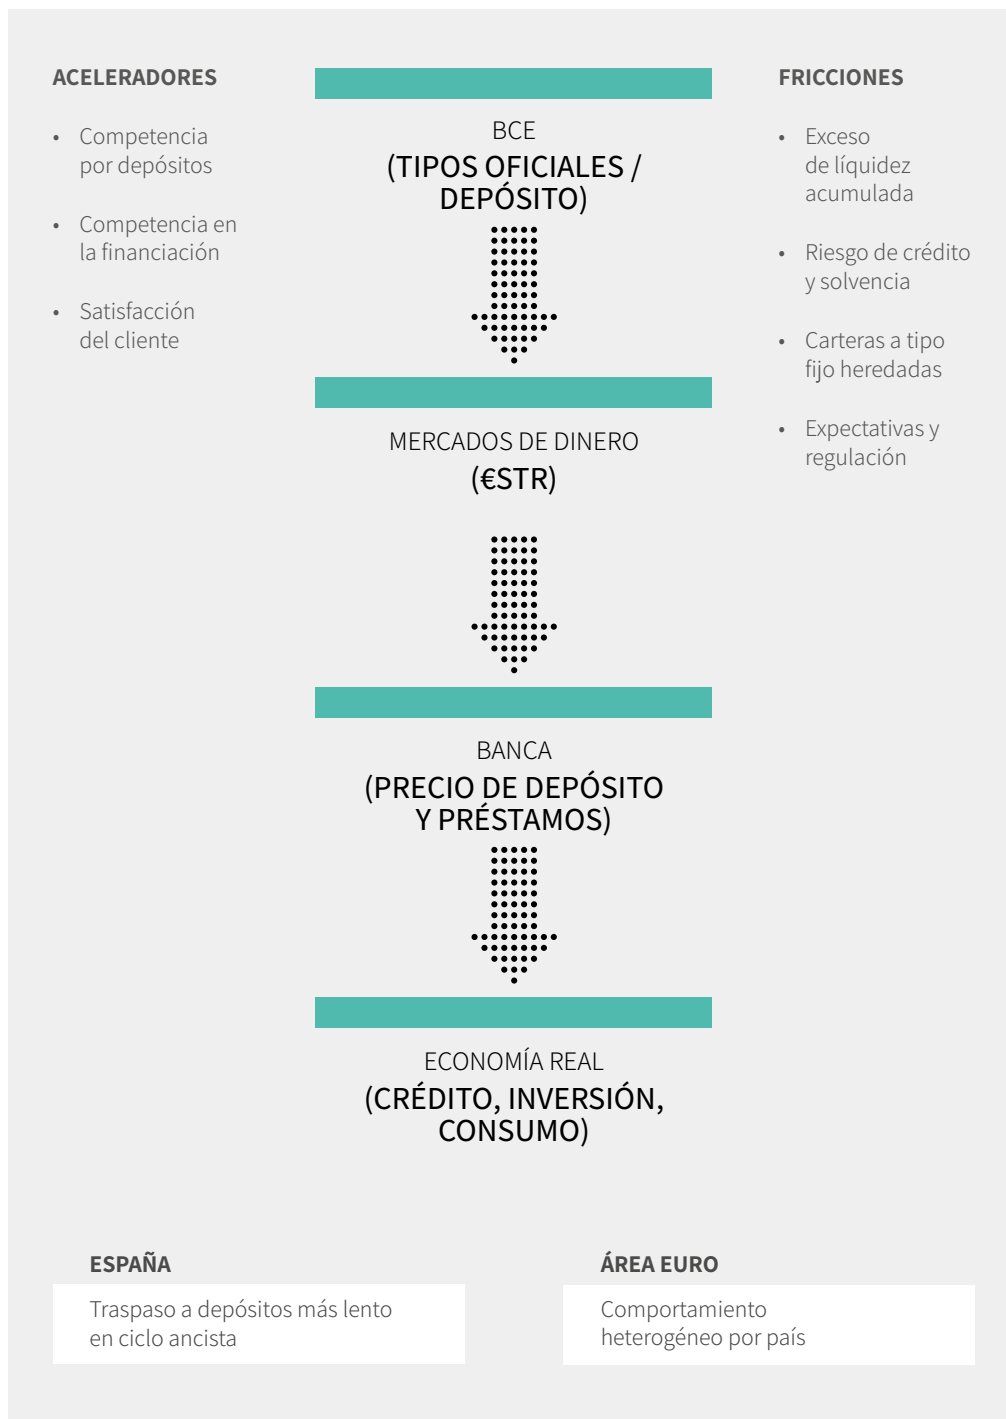 ACELERADORES
• Competencia
por depósitos
• Competencia en
la financiación
• Satisfacción
del cliente
BCE
(TIPOS OFICIALES /
DEPÓSITO)
MERCADOS DE DINERO
(€STR)
BANCA
(PRECIO DE DEPÓSITO
Y PRÉSTAMOS)
ECONOMÍA REAL
(CRÉDITO, INVERSIÓN,
CONSUMO)
FRICCIONES
• Exceso
de líquidez
acumulada
• Riesgo de crédito
y solvencia
• Carteras a tipo
fijo heredadas
• Expectativas y
regulación
ESPAÑA
Traspaso a depósitos más lento
en ciclo ancista
ÁREA EURO
Comportamiento
heterogéneo por país